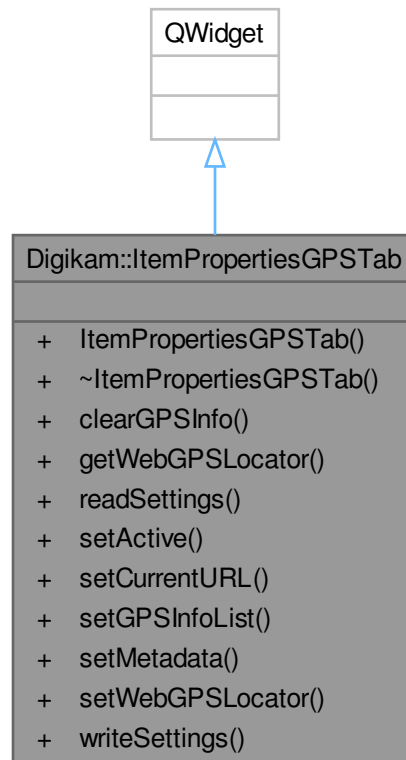 QWidget
Digikam::ItemPropertiesGPSTab
+ ItemPropertiesGPSTab()
+ ~ItemPropertiesGPSTab()
+ clearGPSInfo()
+ getWebGPSLocator()
+ readSettings()
+ setActive()
+ setCurrentURL()
+ setGPSInfoList()
+ setMetadata()
+ setWebGPSLocator()
+ writeSettings()